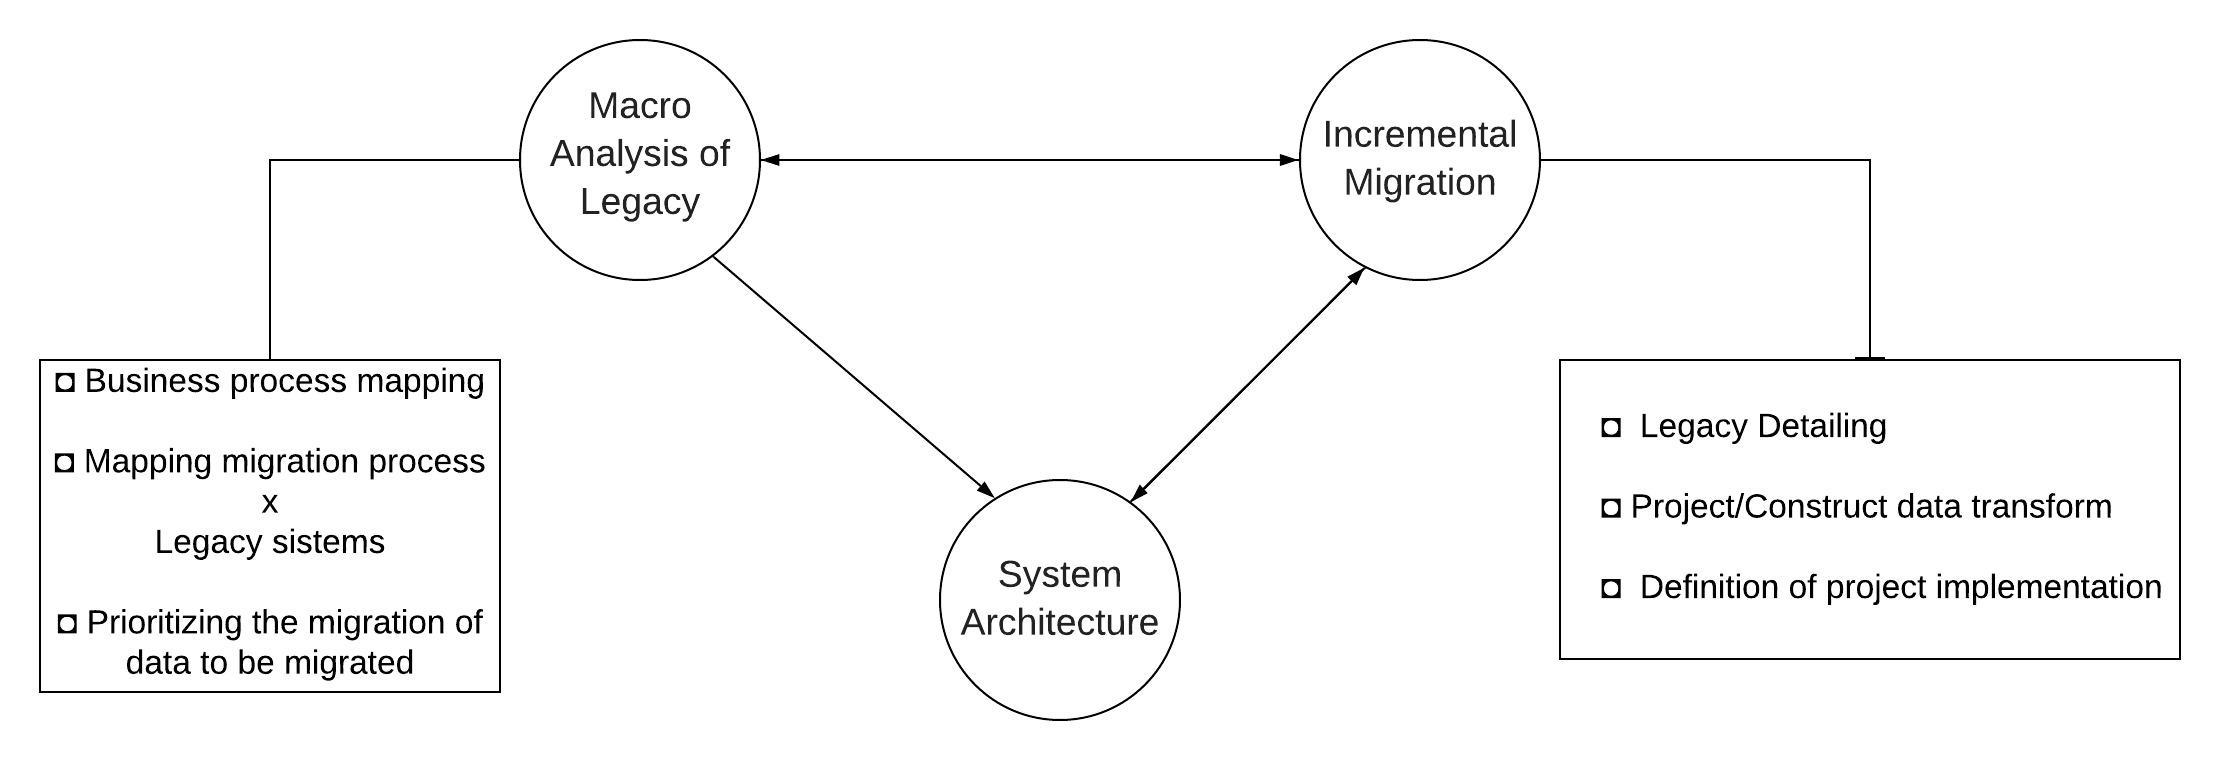 Macro
Analysis of
Legacy
Incremental
Migration
◘ Business process mapping
◘ Mapping migration process
x
Legacy sistems
◘ Prioritizing the migration of
data to be migrated
◘ Legacy Detailing
◘ Project/Construct data transform
◘ Definition of project implementation
System
Architecture